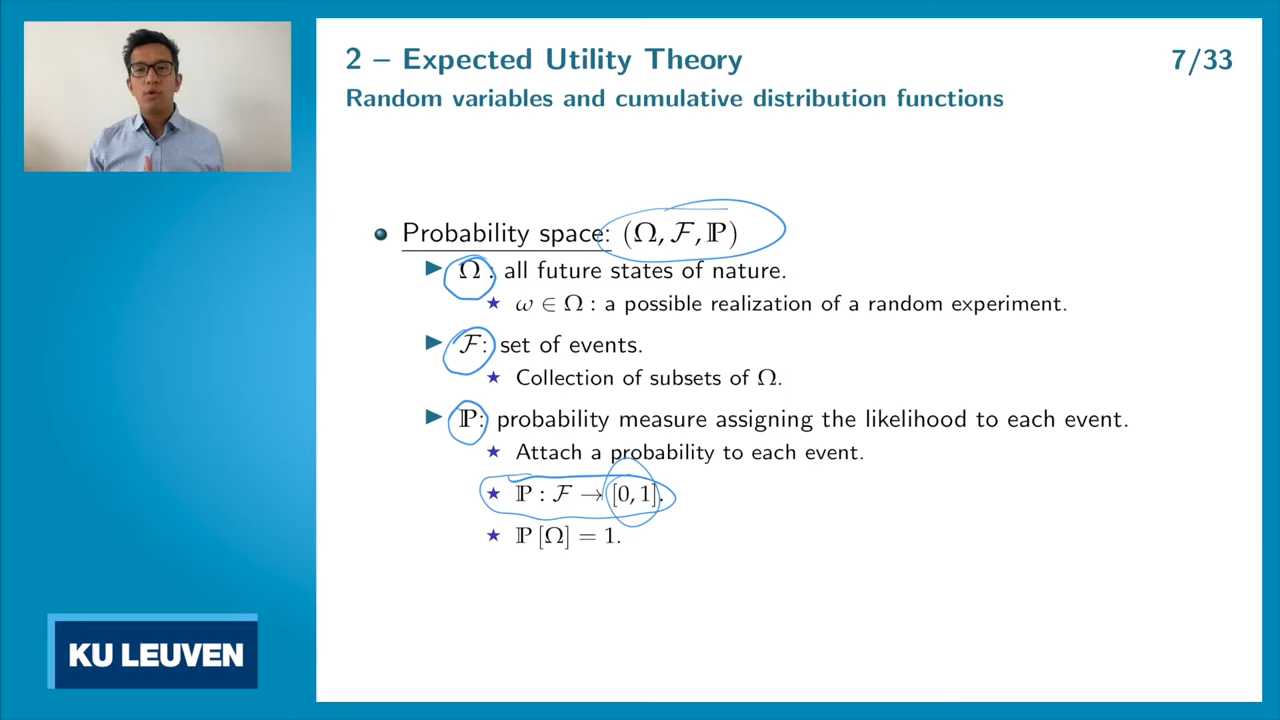 2 – Expected Utility Theory 7/33
Random variables and cumulative distribution functions
Probability space: (Ω, ℱ, ℙ)
Ω : all future states of nature.
ω ∈ Ω : a possible realization of a random experiment.
ℱ: set of events.
Collection of subsets of Ω.
ℙ: probability measure assigning the likelihood to each event.
Attach a probability to each event.
ℙ : ℱ → [0, 1].
ℙ [Ω] = 1.
KU LEUVEN